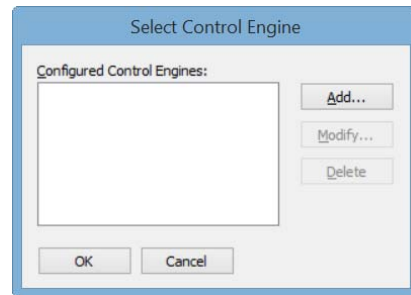 Select Control Engine
Configured Control Engines:
Add...
Modify...
Delete
OK
Cancel